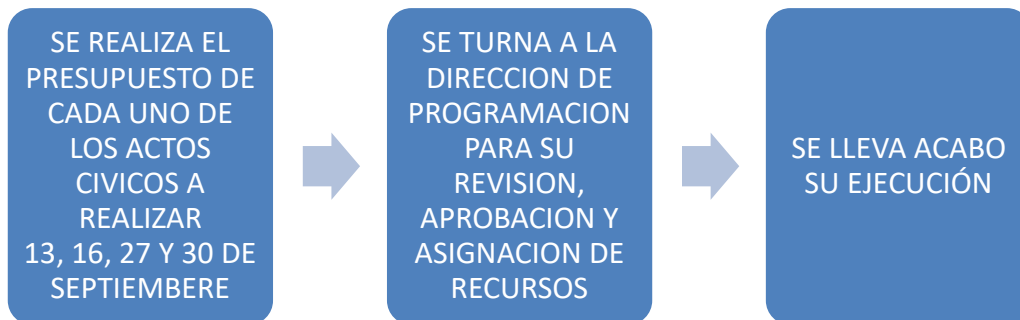 SE REALIZA EL
PRESUPUESTO DE
CADA UNO DE
LOS ACTOS
CIVICOS A
REALIZAR
13, 16, 27 Y 30 DE
SEPTIEMBERE
SE TURNA A LA
DIRECCION DE
PROGRAMACION
PARA SU
REVISION,
APROBACION Y
ASIGNACION DE
RECURSOS
SE LLEVA ACABO
SU EJECUCIÓN